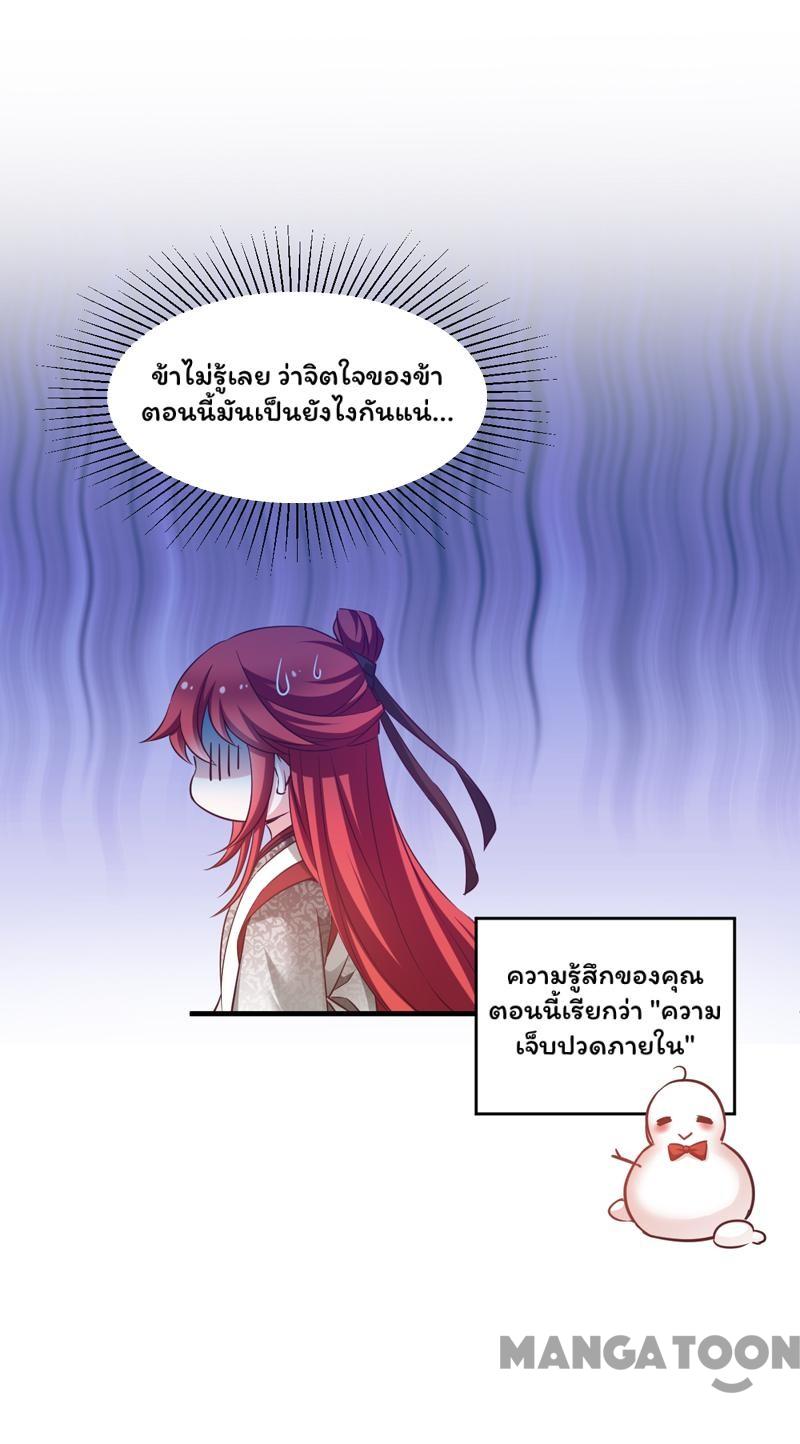 ข้าไม่รู้เลย ว่าจิตใจของข้า
ตอนนี้มันเป็นยังไงกันแน่...
ความรู้สึกของคุณ
ตอนนี้เรียกว่า "ความ
เจ็บปวดภายใน"
MANGATOON